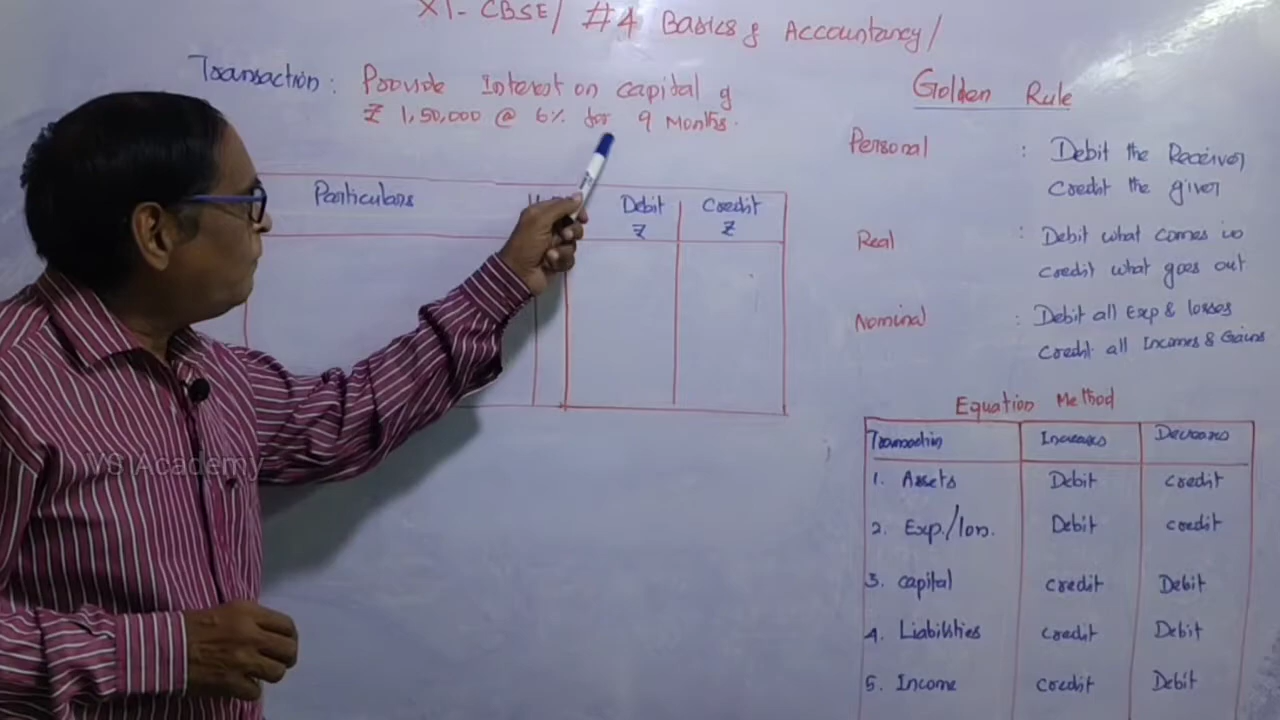 XI - CBSE / #4 Basics of Accountancy /
Transaction : Provide Interest on capital of
₹ 1,50,000 @ 6% for 9 Months.
Particulars Debit ₹ Credit ₹
Golden Rule
Personal : Debit the Receiver
Credit the giver
Real : Debit what comes in
Credit what goes out
Nominal : Debit all Exp & losses
Credit all Incomes & Gains
Equation Method
Transaction Increases Decreases
1. Assets Debit Credit
2. Exp./loss. Debit Credit
3. Capital Credit Debit
4. Liabilities Credit Debit
5. Income Credit Debit
VS Academy